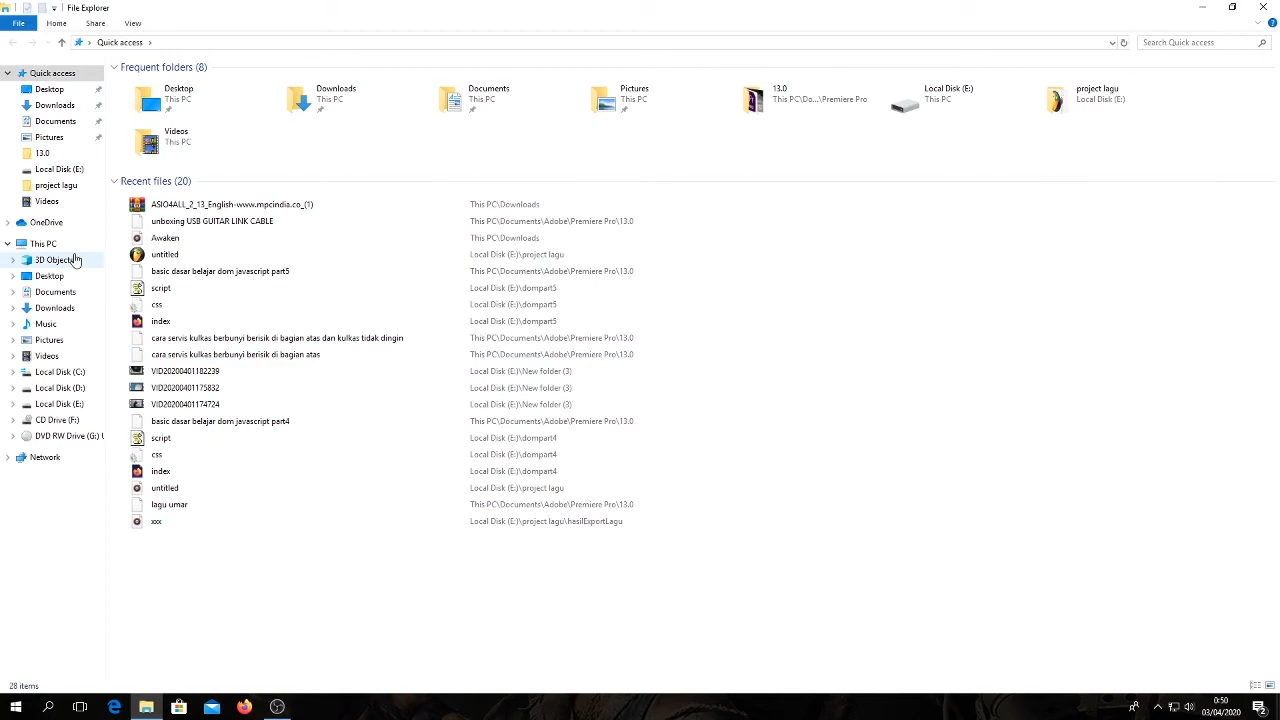 File Explorer
File Home Share View
Quick access
Search Quick access
Quick access
Desktop
Downloads
Documents
Pictures
13.0
Local Disk (E:)
project lagu
Videos
OneDrive
This PC
3D Objects
Desktop
Documents
Downloads
Music
Pictures
Videos
Local Disk (C:)
Local Disk (D:)
Local Disk (E:)
CD Drive (F:)
DVD RW Drive (G:) U
Network
Frequent folders (8)
Desktop
This PC
Downloads
This PC
Documents
This PC
Pictures
This PC
13.0
This PC\Do...\Premiere Pro
Local Disk (E:)
This PC
project lagu
Local Disk (E:)
Videos
This PC
Recent files (20)
ASIO4ALL_2_13_English-www.mpcindia.co_(1) This PC\Downloads
unboxing USB GUITAR LINK CABLE This PC\Documents\Adobe\Premiere Pro\13.0
Awaken This PC\Downloads
untitled Local Disk (E:)\project lagu
basic dasar belajar dom javascript part5 This PC\Documents\Adobe\Premiere Pro\13.0
script Local Disk (E:)\dompart5
css Local Disk (E:)\dompart5
index Local Disk (E:)\dompart5
cara servis kulkas berbunyi berisik di bagian atas dan kulkas tidak dingin This PC\Documents\Adobe\Premiere Pro\13.0
cara servis kulkas berbunyi berisik di bagian atas This PC\Documents\Adobe\Premiere Pro\13.0
VID20200401182239 Local Disk (E:)\New folder (3)
VID20200401175832 Local Disk (E:)\New folder (3)
VID20200401174724 Local Disk (E:)\New folder (3)
basic dasar belajar dom javascript part4 This PC\Documents\Adobe\Premiere Pro\13.0
script Local Disk (E:)\dompart4
css Local Disk (E:)\dompart4
index Local Disk (E:)\dompart4
untitled Local Disk (E:)\project lagu
lagu umar This PC\Documents\Adobe\Premiere Pro\13.0
xxx Local Disk (E:)\project lagu\hasilExportLagu
28 items
0:50
03/04/2020